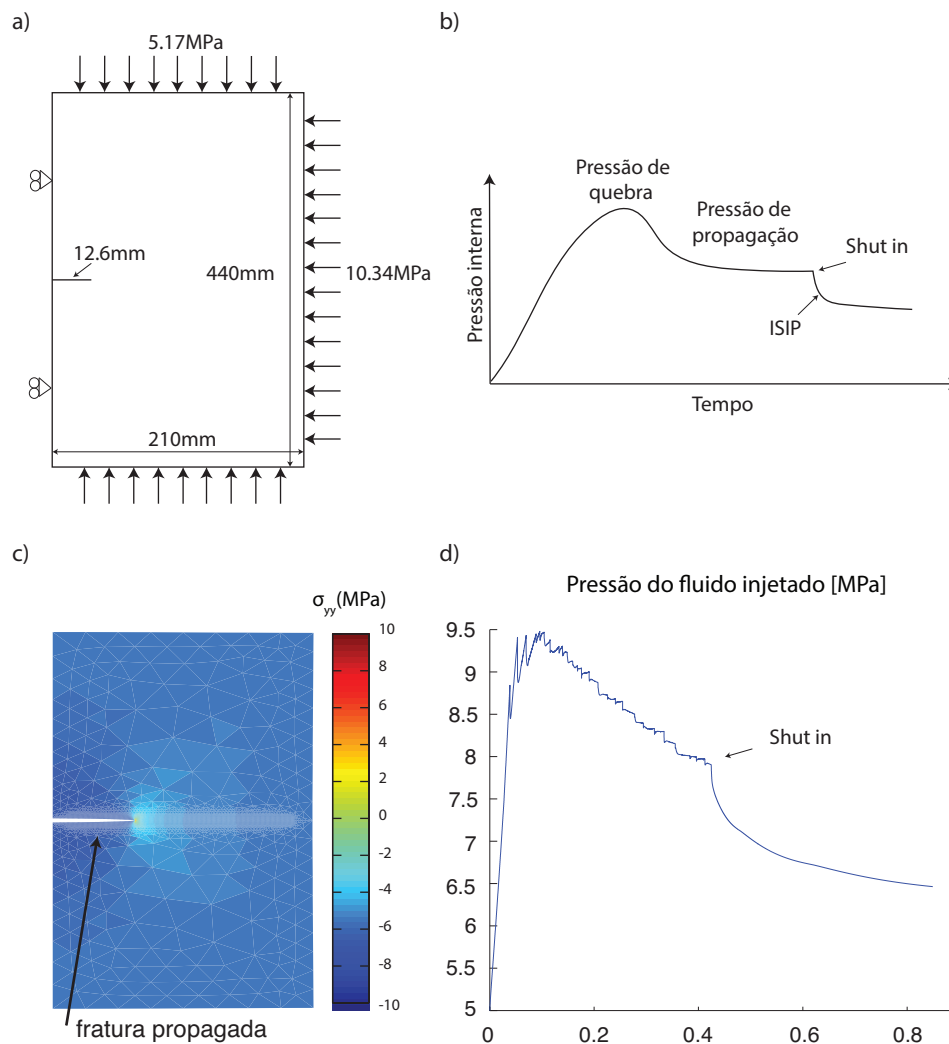 a)
5.17MPa
12.6mm
440mm
10.34MPa
210mm
b)
Pressão interna
Pressão de
quebra
Pressão de
propagação
Shut in
ISIP
Tempo
c)
σyy(MPa)
10
8
6
4
2
0
-2
-4
-6
-8
-10
fratura propagada
d)
Pressão do fluido injetado [MPa]
9.5
9
8.5
8
7.5
7
6.5
6
5.5
5
Shut in
0
0.2
0.4
0.6
0.8